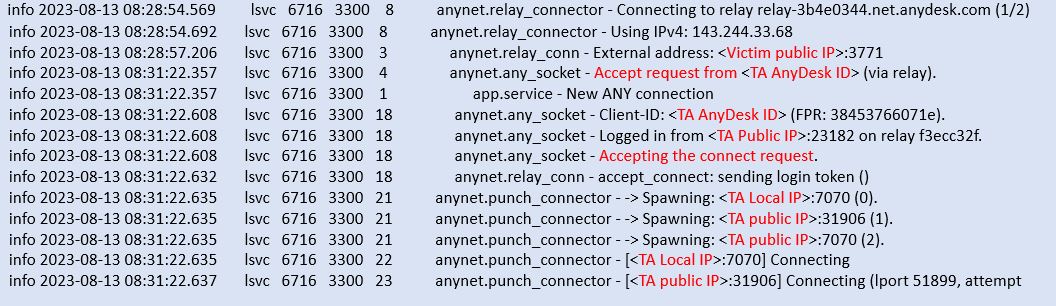 info 2023-08-13 08:28:54.569 lsvc 6716 3300 8 anynet.relay_connector - Connecting to relay relay-3b4e0344.net.anydesk.com (1/2)
info 2023-08-13 08:28:54.692 lsvc 6716 3300 8 anynet.relay_connector - Using IPv4: 143.244.33.68
info 2023-08-13 08:28:57.206 lsvc 6716 3300 3 anynet.relay_conn - External address: <Victim public IP>:3771
info 2023-08-13 08:31:22.357 lsvc 6716 3300 4 anynet.any_socket - Accept request from <TA AnyDesk ID> (via relay).
info 2023-08-13 08:31:22.357 lsvc 6716 3300 1 app.service - New ANY connection
info 2023-08-13 08:31:22.608 lsvc 6716 3300 18 anynet.any_socket - Client-ID: <TA AnyDesk ID> (FPR: 38453766071e).
info 2023-08-13 08:31:22.608 lsvc 6716 3300 18 anynet.any_socket - Logged in from <TA Public IP>:23182 on relay f3ecc32f.
info 2023-08-13 08:31:22.608 lsvc 6716 3300 18 anynet.any_socket - Accepting the connect request.
info 2023-08-13 08:31:22.632 lsvc 6716 3300 18 anynet.relay_conn - accept_connect: sending login token ()
info 2023-08-13 08:31:22.635 lsvc 6716 3300 21 anynet.punch_connector - -> Spawning: <TA Local IP>:7070 (0).
info 2023-08-13 08:31:22.635 lsvc 6716 3300 21 anynet.punch_connector - -> Spawning: <TA public IP>:31906 (1).
info 2023-08-13 08:31:22.635 lsvc 6716 3300 21 anynet.punch_connector - -> Spawning: <TA public IP>:7070 (2).
info 2023-08-13 08:31:22.635 lsvc 6716 3300 22 anynet.punch_connector - [<TA Local IP>:7070] Connecting
info 2023-08-13 08:31:22.637 lsvc 6716 3300 23 anynet.punch_connector - [<TA public IP>:31906] Connecting (lport 51899, attempt